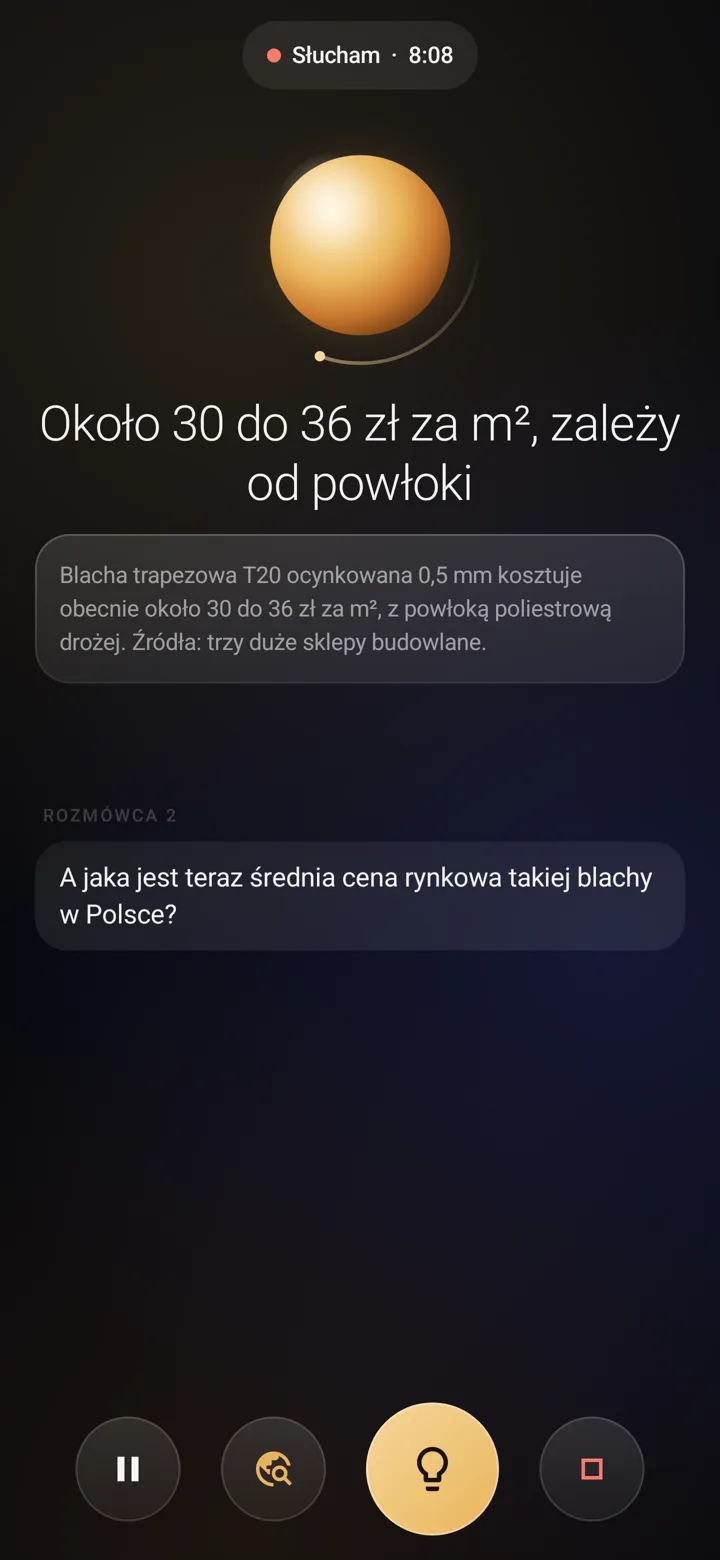 Słucham · 8:08
Około 30 do 36 zł za m², zależy
od powłoki
Blacha trapezowa T20 ocynkowana 0,5 mm kosztuje
obecnie około 30 do 36 zł za m², z powłoką poliestrową
drożej. Źródła: trzy duże sklepy budowlane.
ROZMÓWCA 2
A jaka jest teraz średnia cena rynkowa takiej blachy
w Polsce?